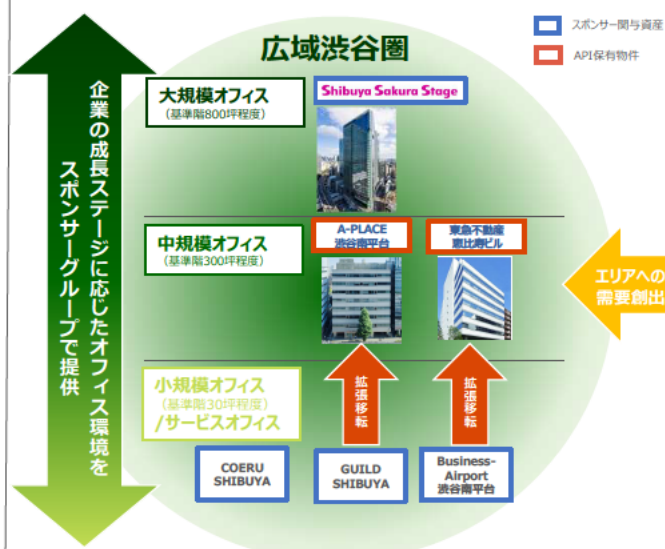 広域渋谷圏
スポンサー関与資産
API保有物件
企業の成長ステージに応じたオフィス環境を
スポンサーグループで提供
大規模オフィス
(基準階800坪程度)
Shibuya Sakura Stage
中規模オフィス
(基準階300坪程度)
A-PLACE
渋谷南平台
東急不動産
恵比寿ビル
エリアへの
需要創出
小規模オフィス
(基準階30坪程度)
/サービスオフィス
拡張移転
拡張移転
COERU
SHIBUYA
GUILD
SHIBUYA
Business-
Airport
渋谷南平台